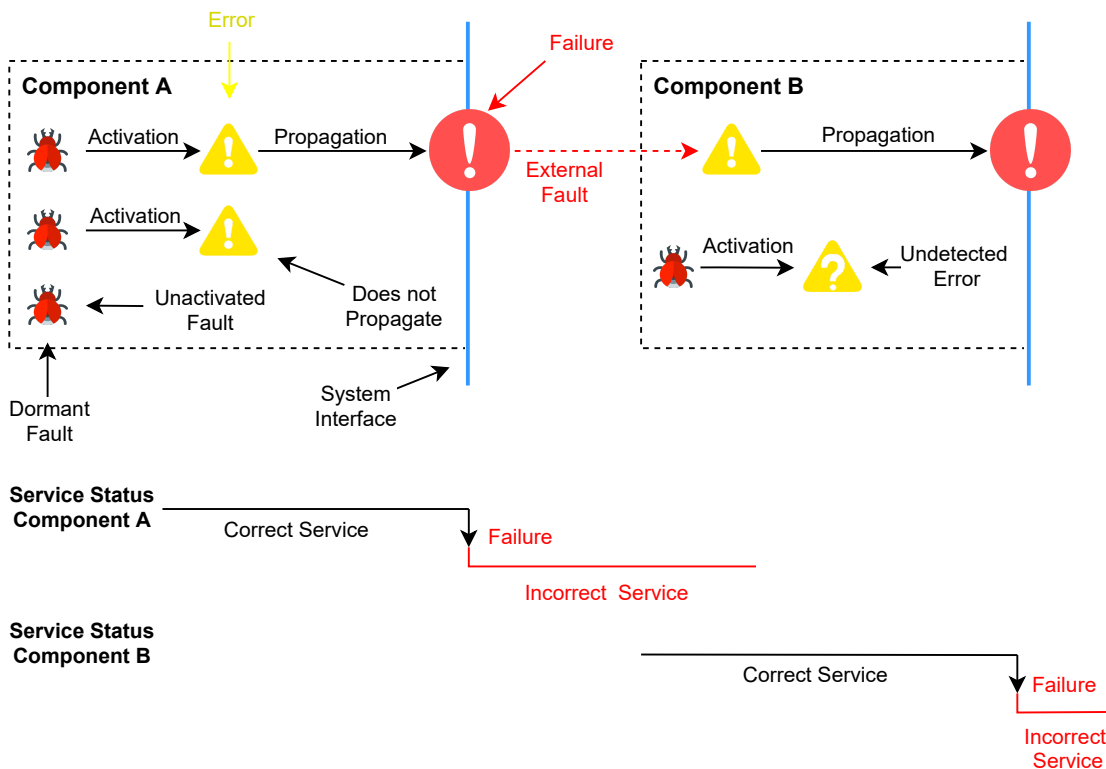 Error
Failure
Component A
Component B
Activation
Propagation
External
Fault
Propagation
Activation
Does not
Propagate
Unactivated
Fault
Activation
Undetected
Error
Dormant
Fault
System
Interface
Service Status
Component A
Correct Service
Failure
Incorrect Service
Service Status
Component B
Correct Service
Failure
Incorrect
Service